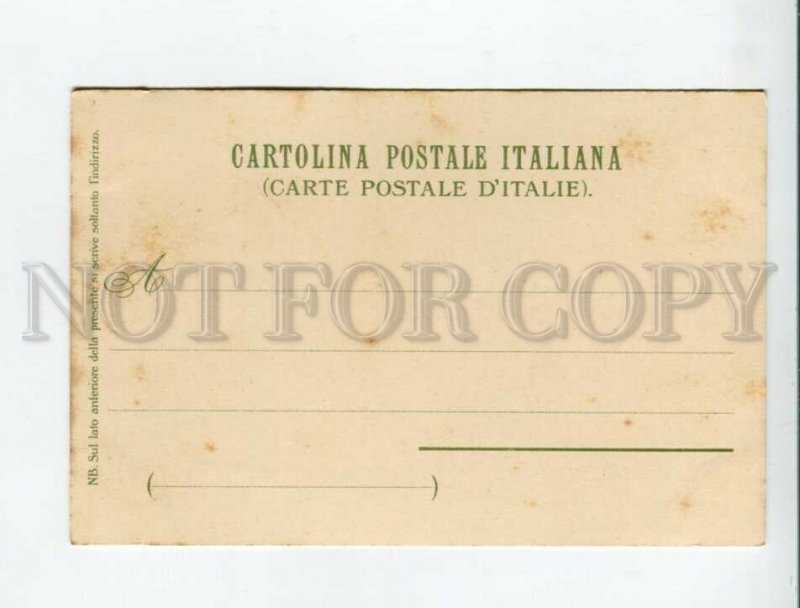 CARTOLINA POSTALE ITALIANA
(CARTE POSTALE D'ITALIE).
A
( )
NB. Sul lato anteriore della presente si scrive soltanto l'indirizzo.
NOT FOR COPY